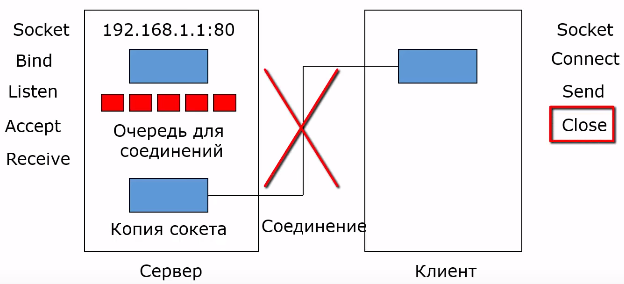 Socket
Bind
Listen
Accept
Receive
192.168.1.1:80
Очередь для
соединений
Копия сокета
Сервер
Соединение
Клиент
Socket
Connect
Send
Close